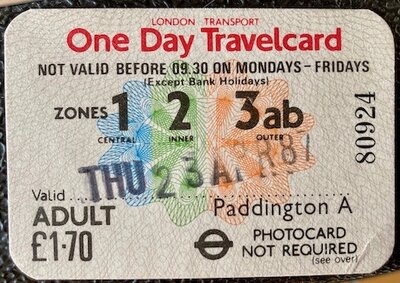 LONDON TRANSPORT
One Day Travelcard
NOT VALID BEFORE 09.30 ON MONDAYS – FRIDAYS
(Except Bank Holidays)
ZONES 1 2 3ab
CENTRAL INNER OUTER
80924
THU 23 APR 87
Valid
ADULT Paddington A
£1·70
PHOTOCARD
NOT REQUIRED
(see over)